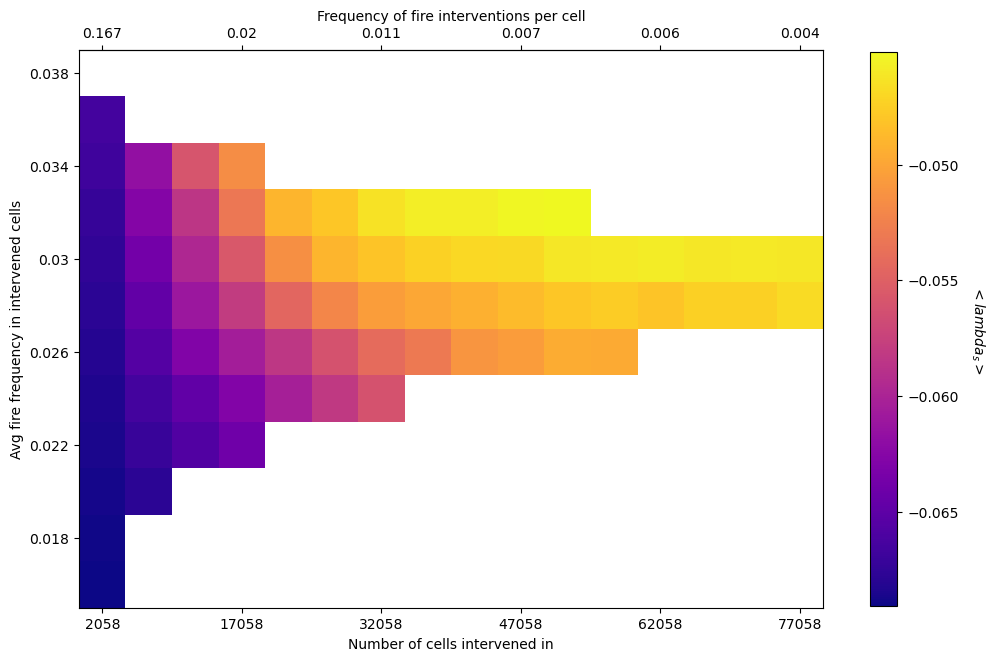 Frequency of fire interventions per cell
0.167 0.02 0.011 0.007 0.006 0.004
Avg fire frequency in intervened cells
0.038
0.034
0.03
0.026
0.022
0.018
2058 17058 32058 47058 62058 77058
Number of cells intervened in
−0.050
−0.055
−0.060
−0.065
< lambda_s >